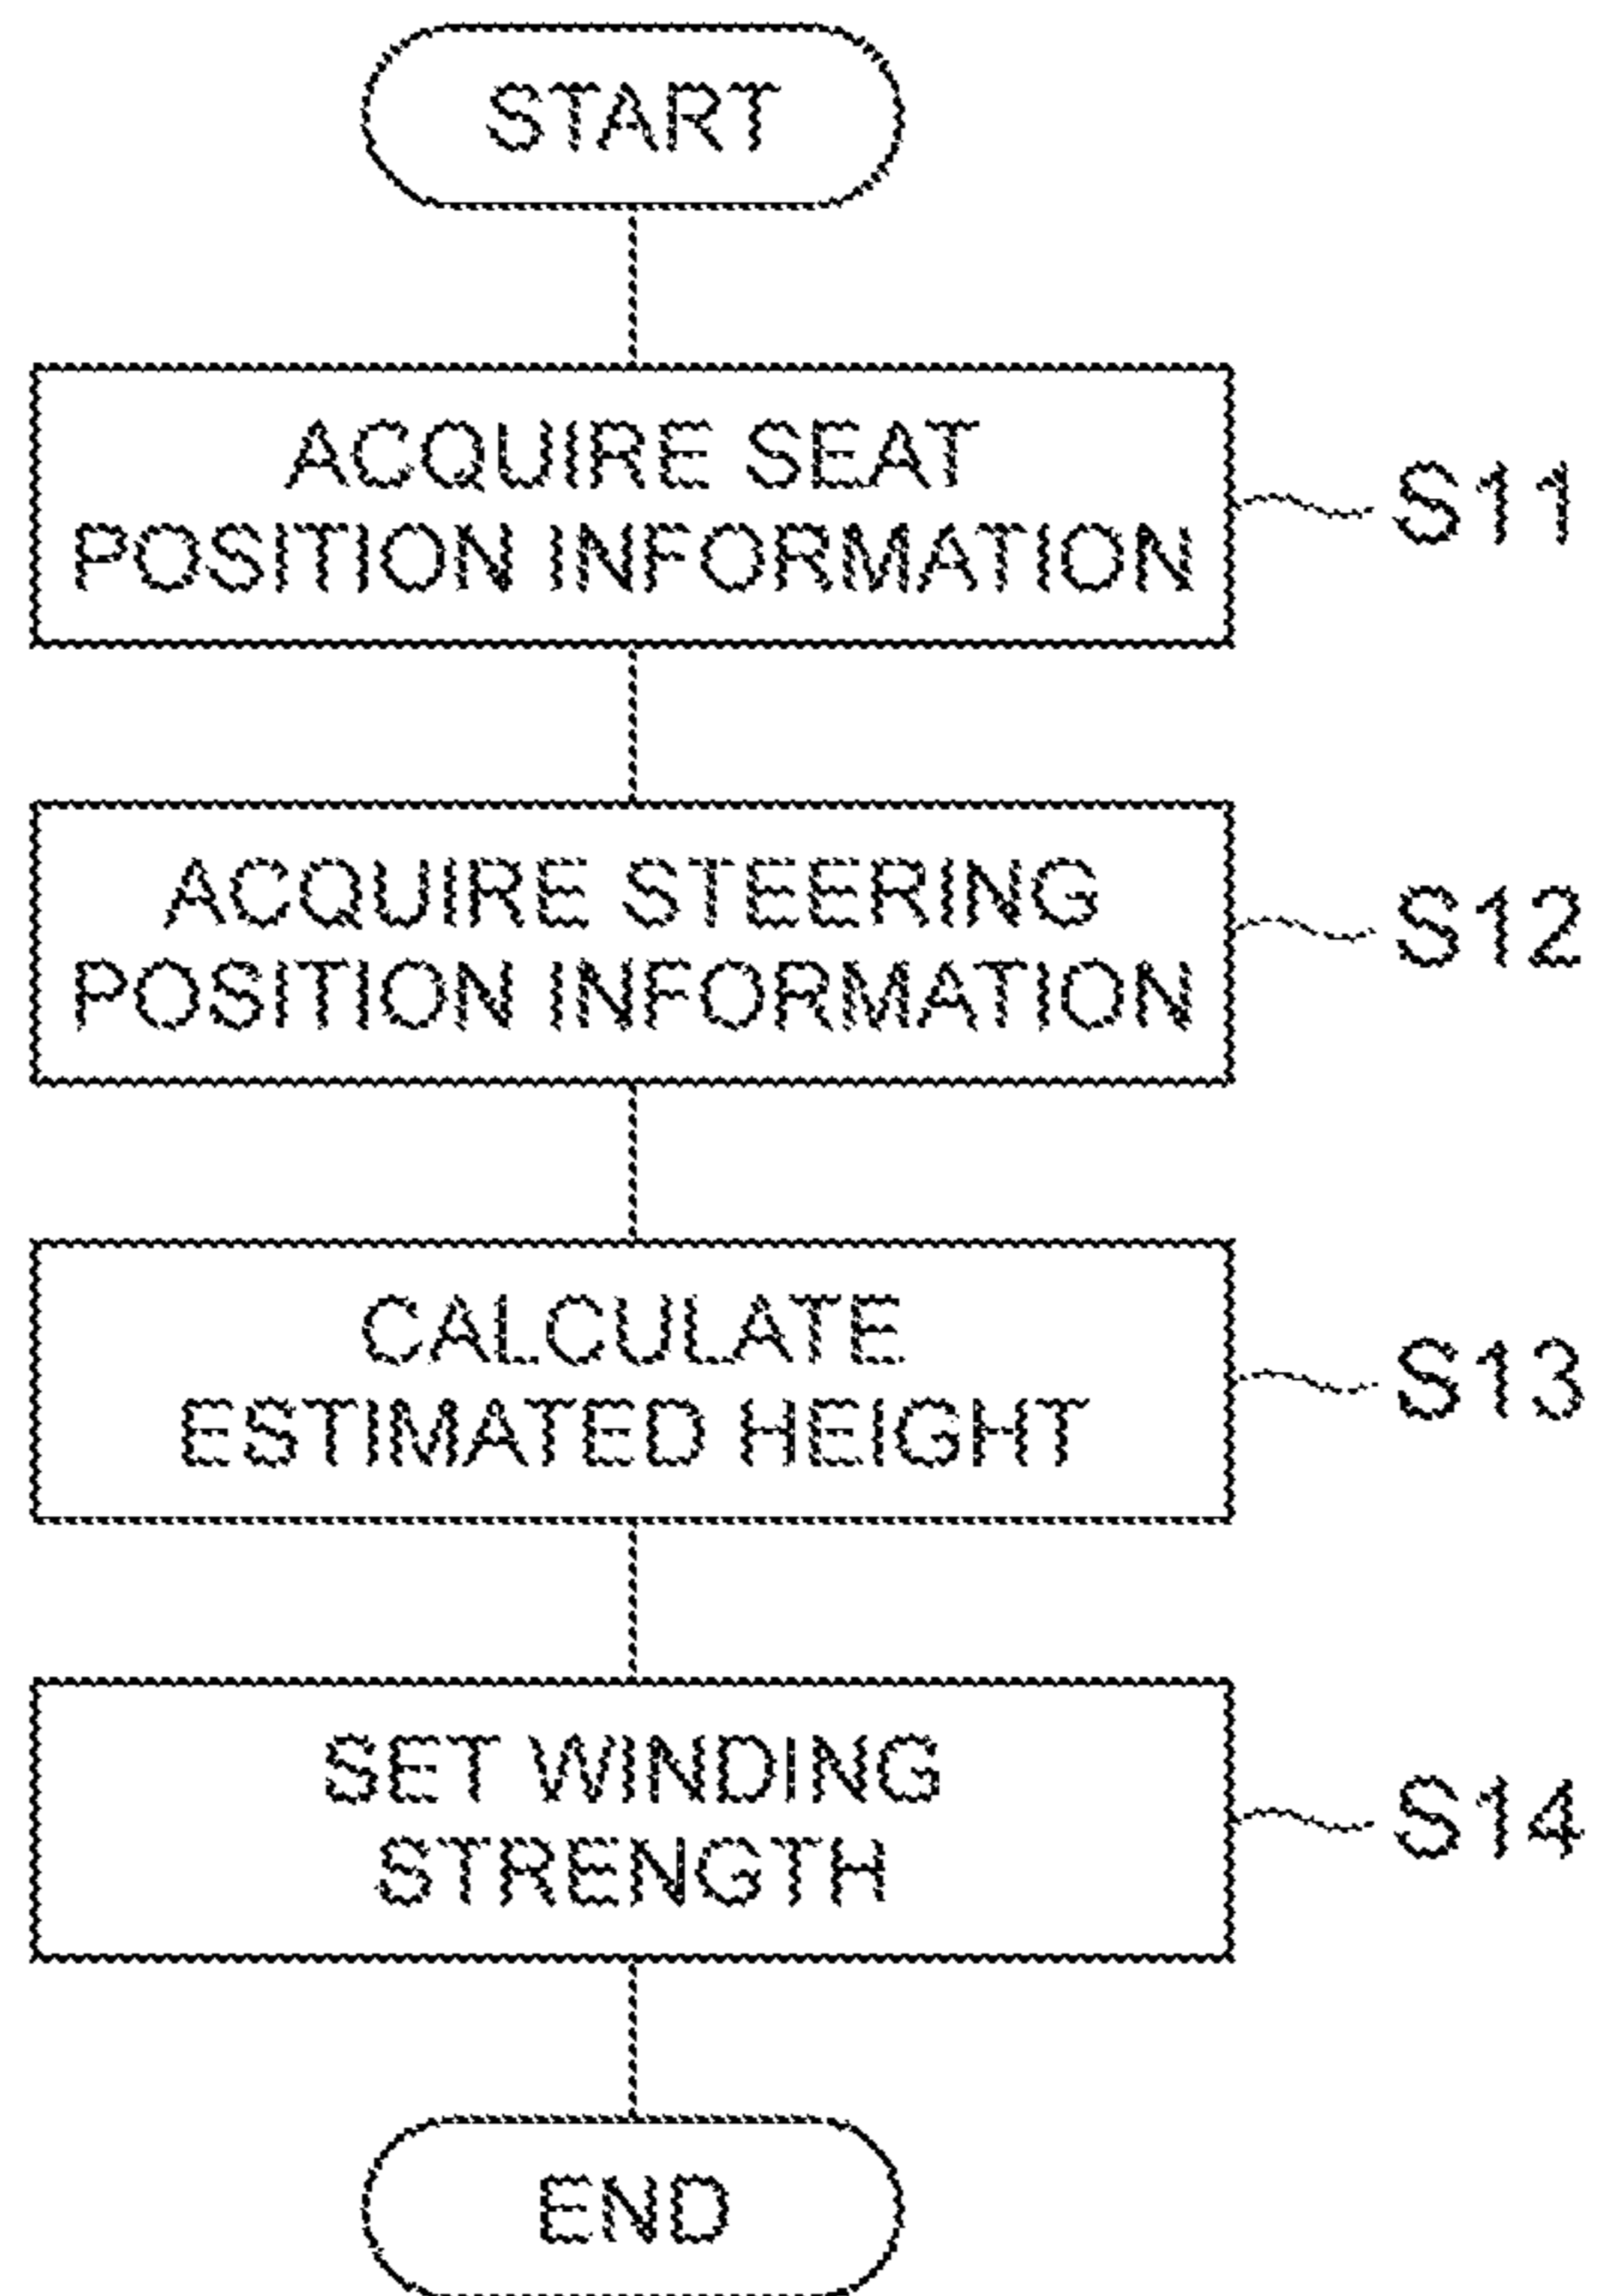 START
ACQUIRE SEAT
POSITION INFORMATION
S11
ACQUIRE STEERING
POSITION INFORMATION
S12
CALCULATE
ESTIMATED HEIGHT
S13
SET WINDING
STRENGTH
S14
END